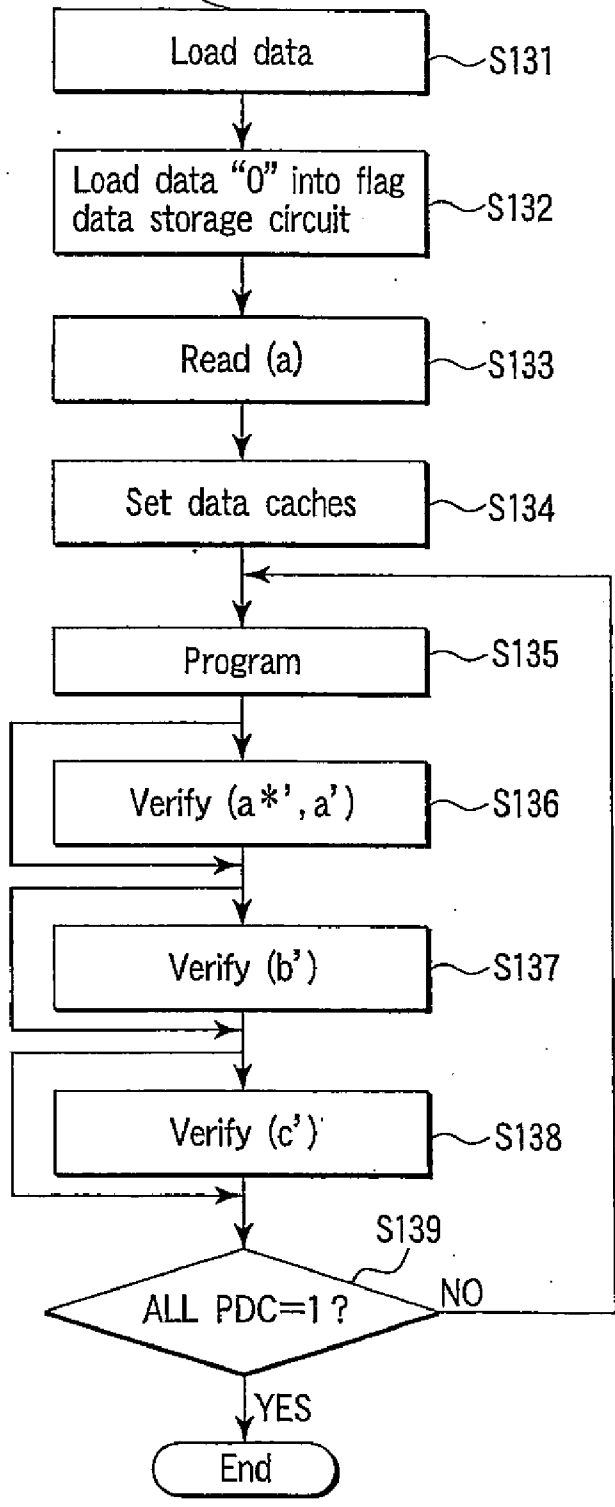 Load data
S131
Load data “0” into flag
data storage circuit
S132
Read (a)
S133
Set data caches
S134
Program
S135
Verify (a*’, a’)
S136
Verify (b’)
S137
Verify (c’)
S138
S139
ALL PDC=1 ?
NO
YES
End